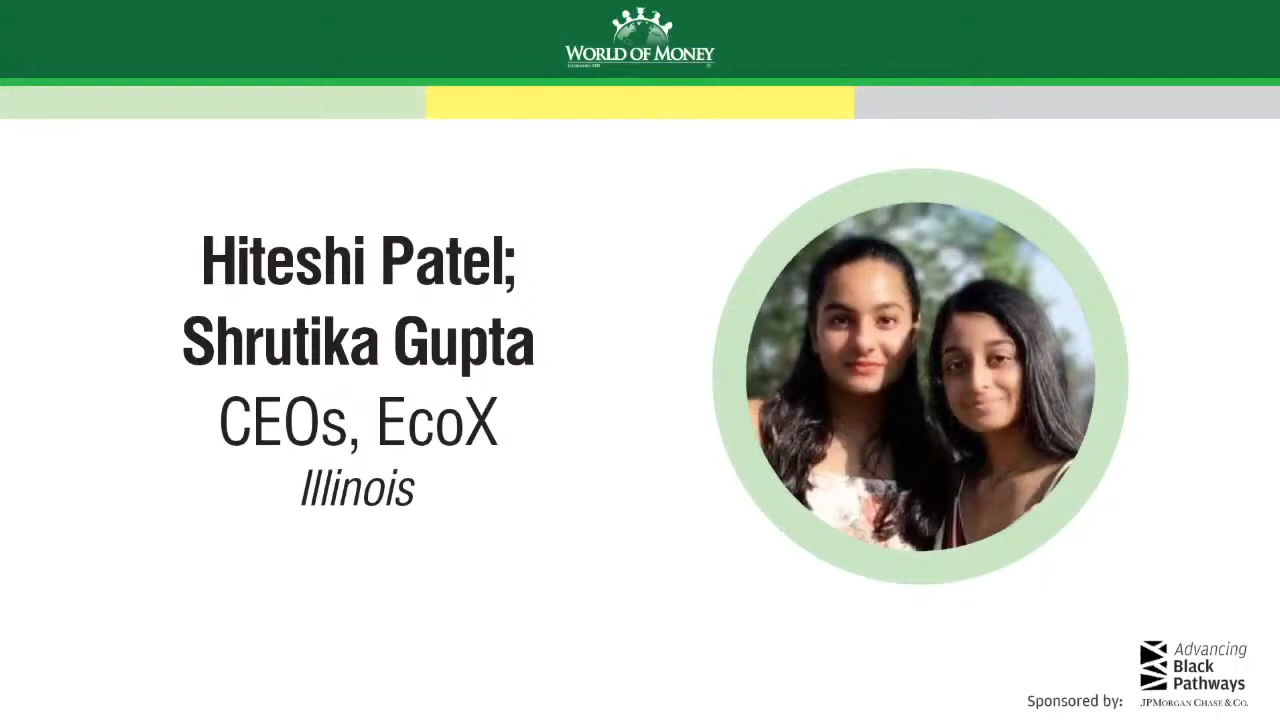 WORLD OF MONEY
Hiteshi Patel;
Shrutika Gupta
CEOs, EcoX
Illinois
Advancing
Black
Pathways
Sponsored by:
JPMORGAN CHASE & CO.